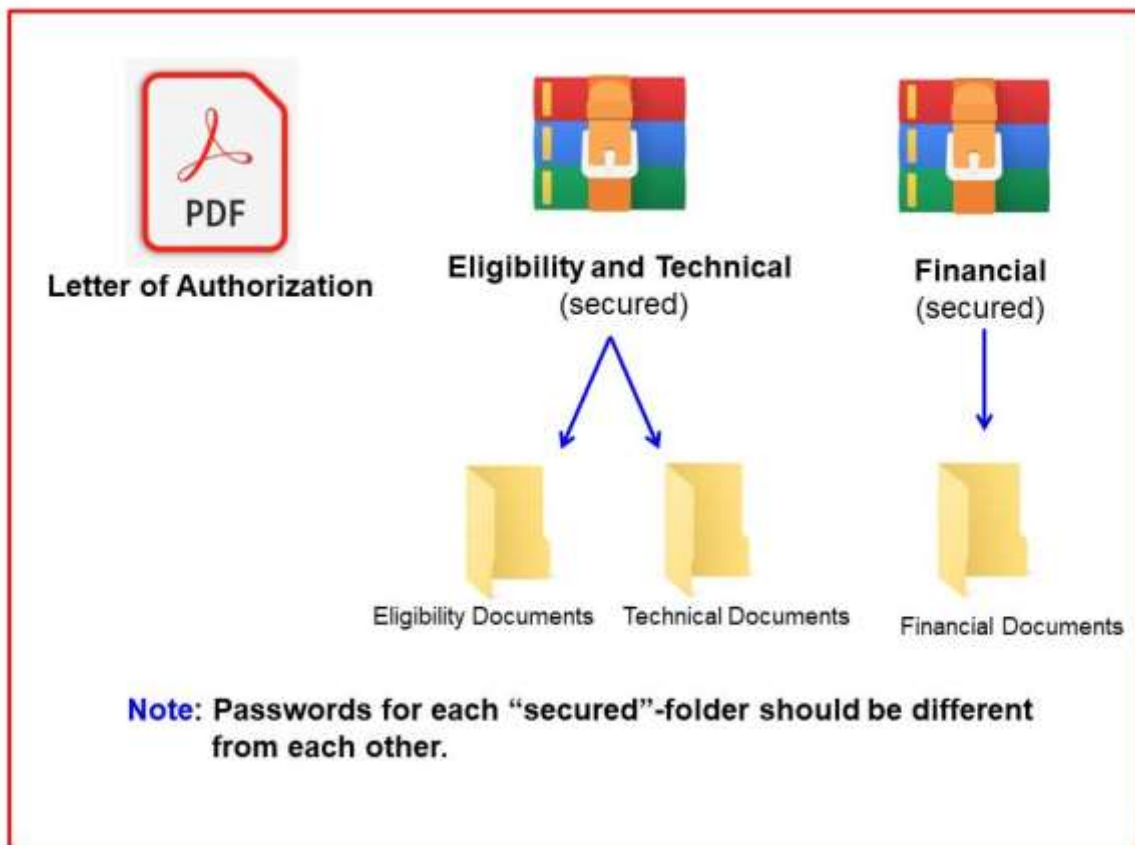 PDF
Letter of Authorization
Eligibility and Technical
(secured)
Financial
(secured)
Eligibility Documents
Technical Documents
Financial Documents
Note: Passwords for each “secured”-folder should be different
from each other.